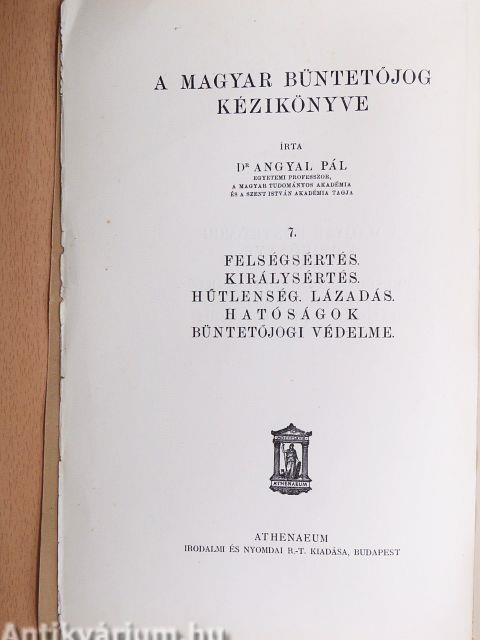 A MAGYAR BÜNTETŐJOG
KÉZIKÖNYVE
ÍRTA
DR ANGYAL PÁL
EGYETEMI PROFESSZOR,
A MAGYAR TUDOMÁNYOS AKADÉMIA
ÉS A SZENT ISTVÁN AKADÉMIA TAGJA
7.
FELSÉGSÉRTÉS.
KIRÁLYSÉRTÉS.
HŰTLENSÉG. LÁZADÁS.
HATÓSÁGOK
BÜNTETŐJOGI VÉDELME.
ATHENAEUM
ATHENAEUM
IRODALMI ÉS NYOMDAI R.-T. KIADÁSA, BUDAPEST
Antikvárium.hu